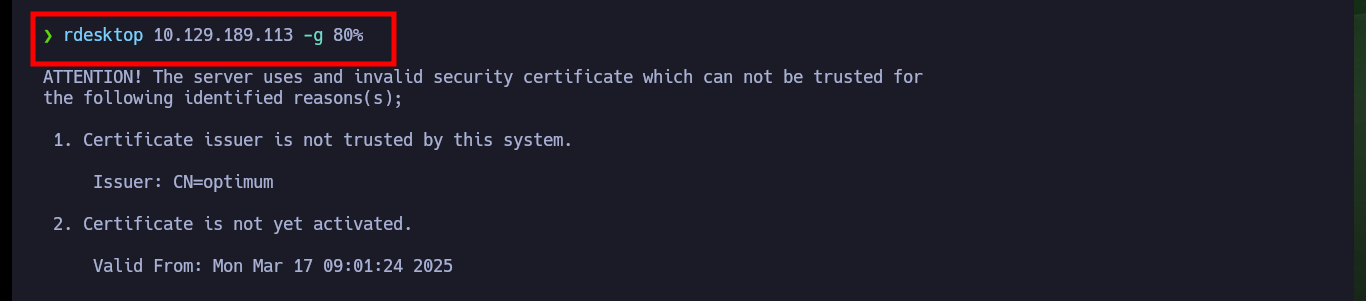 ❯ rdesktop 10.129.189.113 -g 80%
ATTENTION! The server uses and invalid security certificate which can not be trusted for
the following identified reasons(s);
1. Certificate issuer is not trusted by this system.
Issuer: CN=optimum
2. Certificate is not yet activated.
Valid From: Mon Mar 17 09:01:24 2025